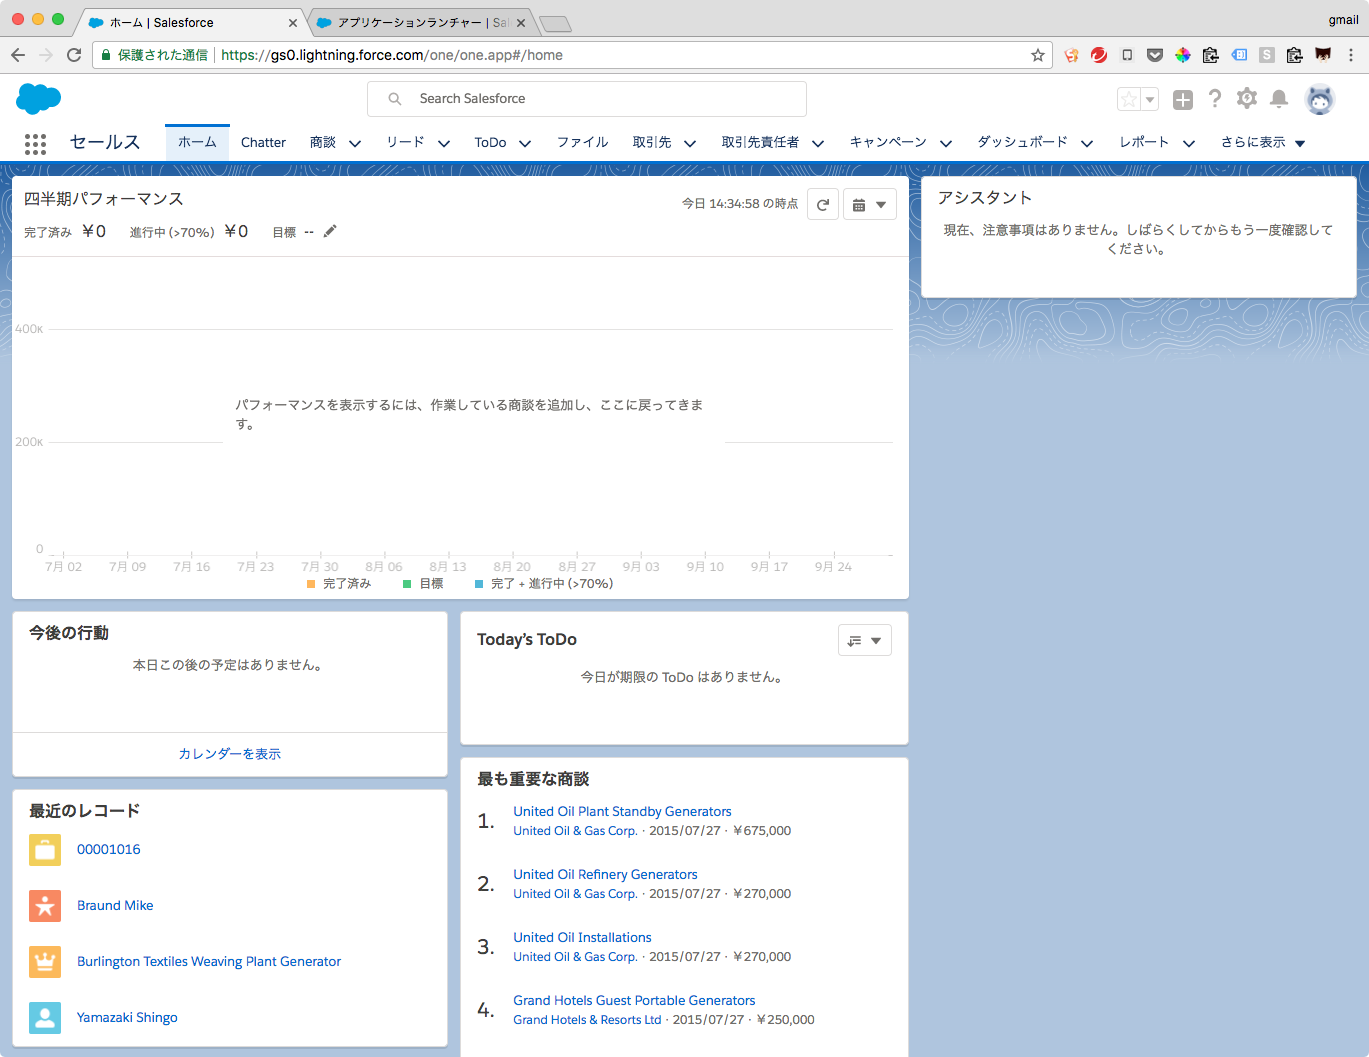 ホーム | Salesforce
アプリケーションランチャー | Sal
gmail
保護された通信
https://gs0.lightning.force.com/one/one.app#/home
Search Salesforce
セールス
ホーム
Chatter
商談
リード
ToDo
ファイル
取引先
取引先責任者
キャンペーン
ダッシュボード
レポート
さらに表示
四半期パフォーマンス
今日 14:34:58 の時点
完了済み ¥0 進行中 (>70%) ¥0 目標 --
400K
パフォーマンスを表示するには、作業している商談を追加し、ここに戻ってきま
す。
200K
0
7月 02 7月 09 7月 16 7月 23 7月 30 8月 06 8月 13 8月 20 8月 27 9月 03 9月 10 9月 17 9月 24
完了済み 目標 完了 + 進行中 (>70%)
アシスタント
現在、注意事項はありません。しばらくしてからもう一度確認して
ください。
今後の行動
本日この後の予定はありません。
カレンダーを表示
Today's ToDo
今日が期限の ToDo はありません。
最近のレコード
00001016
Braund Mike
Burlington Textiles Weaving Plant Generator
Yamazaki Shingo
最も重要な商談
1. United Oil Plant Standby Generators
United Oil & Gas Corp. · 2015/07/27 · ¥675,000
2. United Oil Refinery Generators
United Oil & Gas Corp. · 2015/07/27 · ¥270,000
3. United Oil Installations
United Oil & Gas Corp. · 2015/07/27 · ¥270,000
4. Grand Hotels Guest Portable Generators
Grand Hotels & Resorts Ltd · 2015/07/27 · ¥250,000